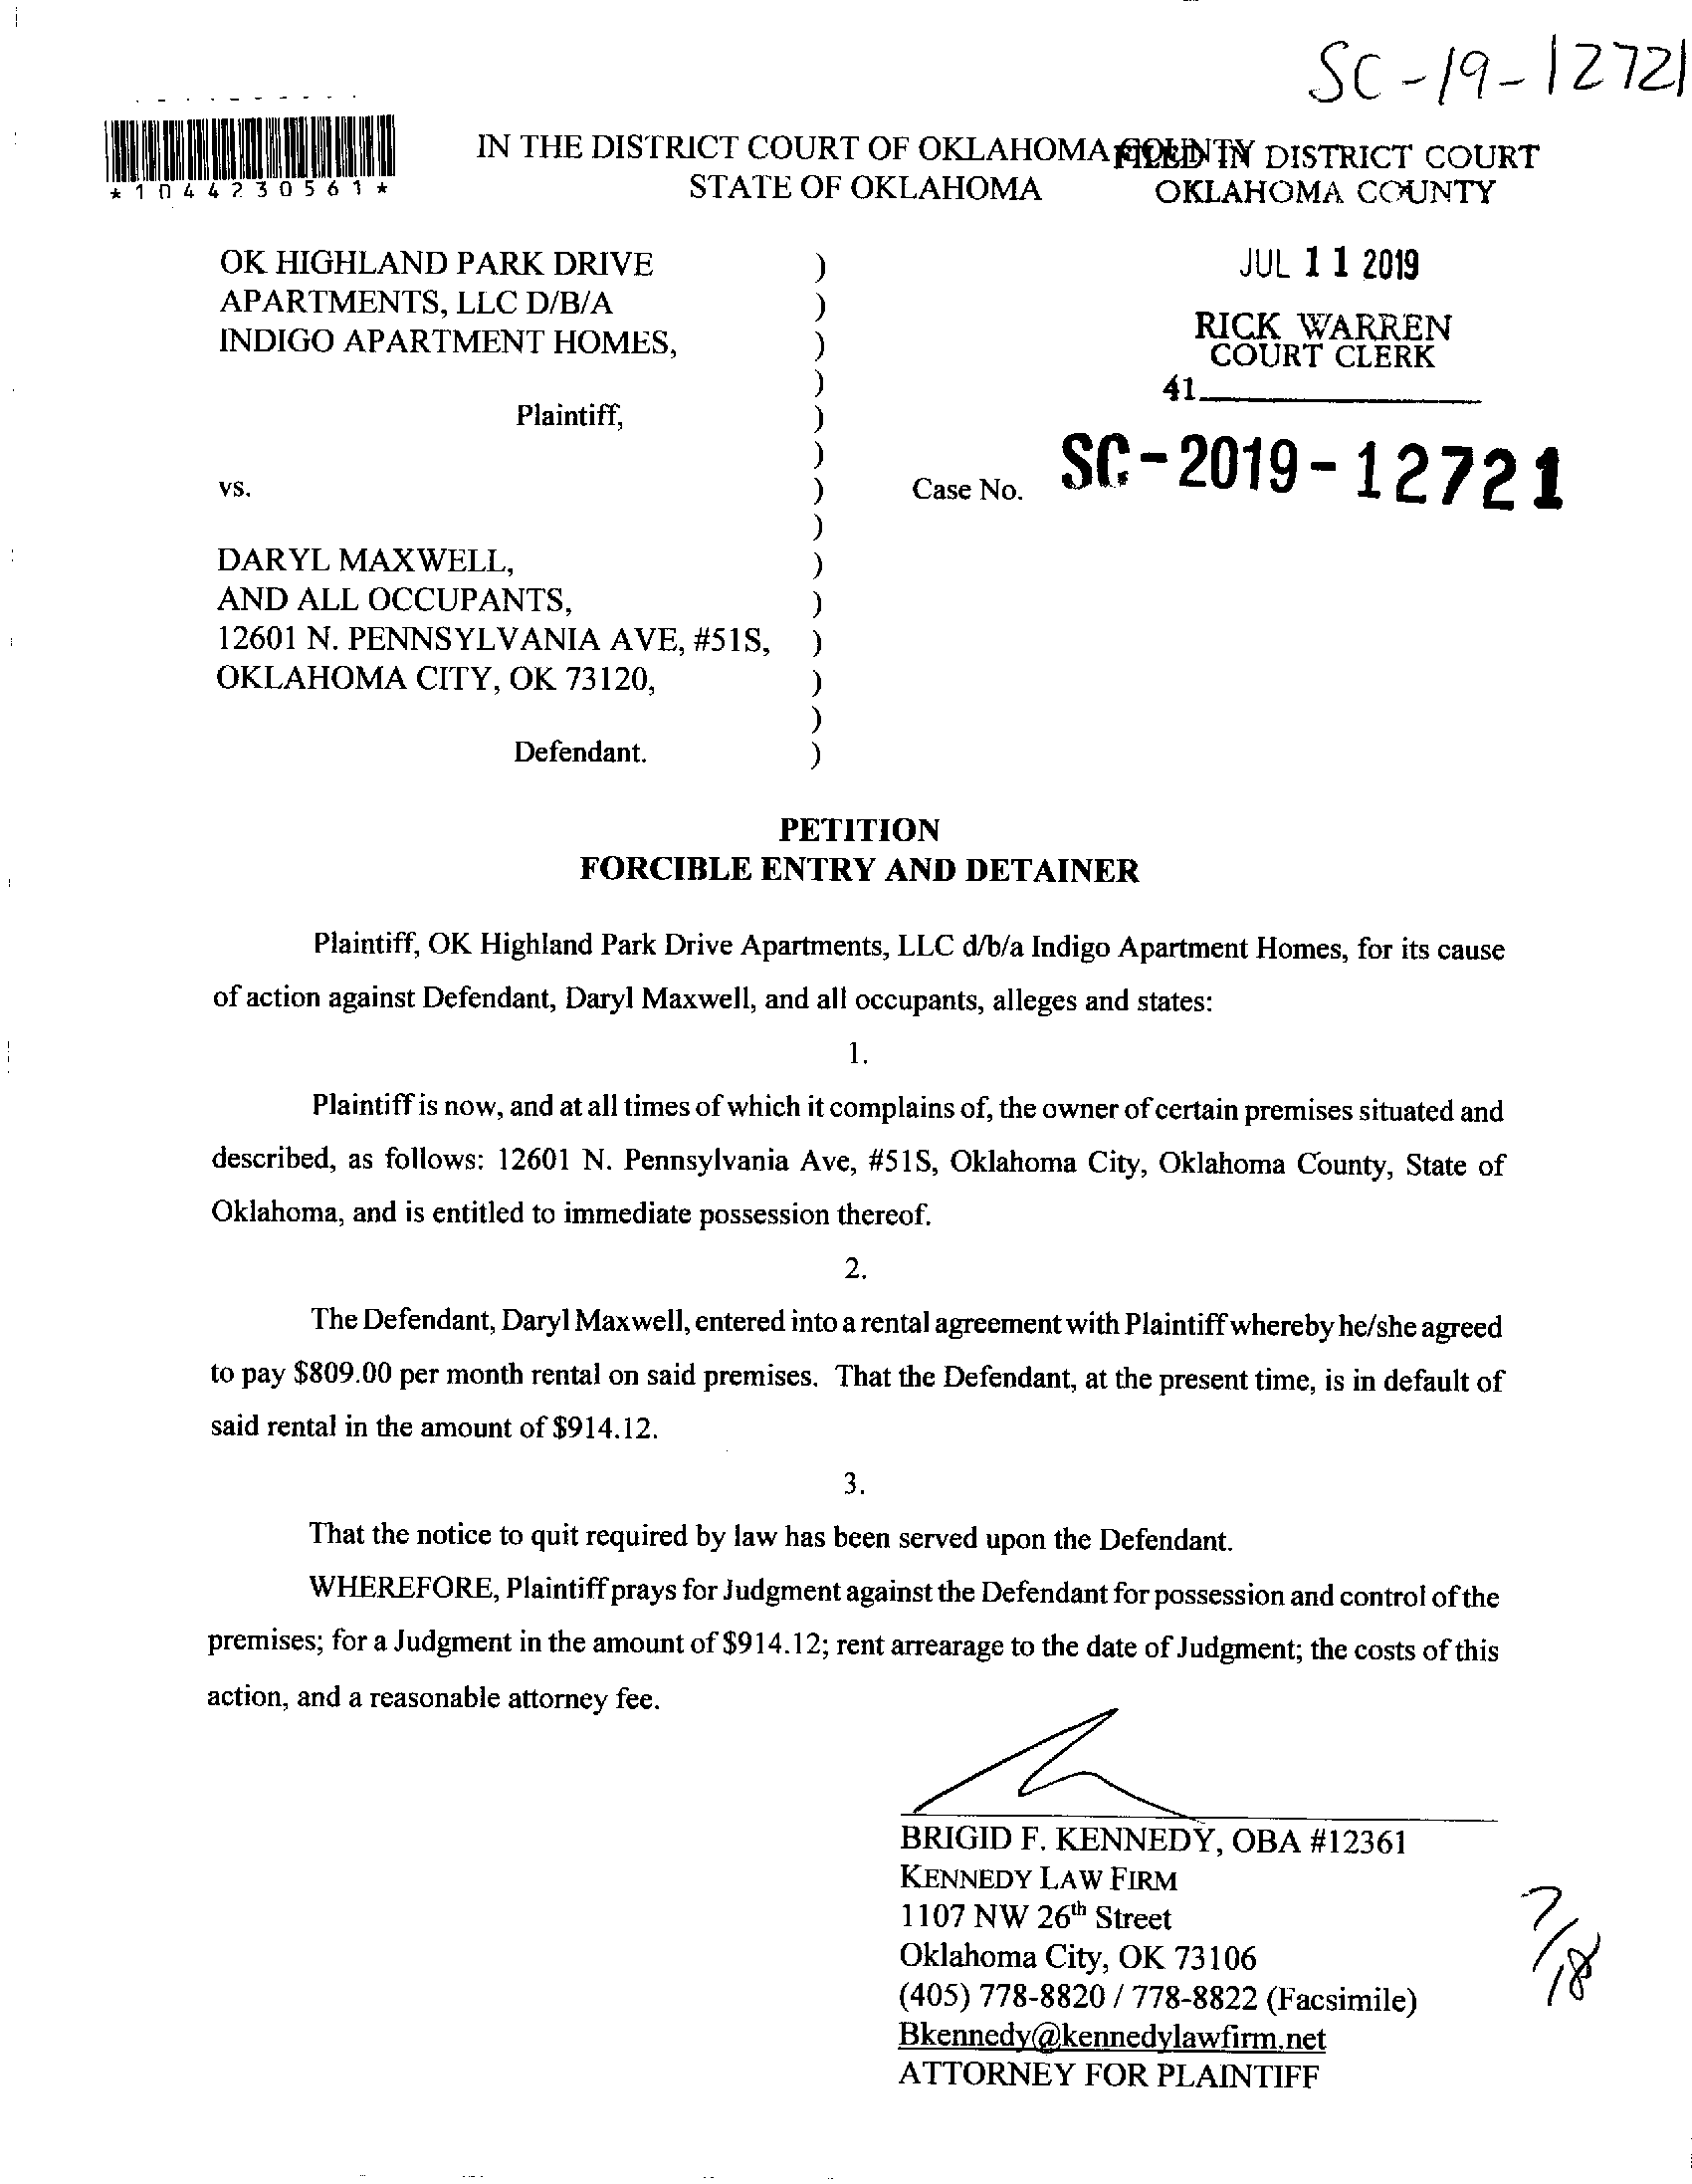 SC-19-12721
*1044230561*
IN THE DISTRICT COURT OF OKLAHOMA COUNTY
STATE OF OKLAHOMA
FILED IN DISTRICT COURT
OKLAHOMA COUNTY
JUL 11 2019
RICK WARREN
COURT CLERK
41
OK HIGHLAND PARK DRIVE )
APARTMENTS, LLC D/B/A )
INDIGO APARTMENT HOMES, )
)
Plaintiff, )
)
vs. ) Case No. SC-2019-12721
)
DARYL MAXWELL, )
AND ALL OCCUPANTS, )
12601 N. PENNSYLVANIA AVE, #51S, )
OKLAHOMA CITY, OK 73120, )
)
Defendant. )
PETITION
FORCIBLE ENTRY AND DETAINER
Plaintiff, OK Highland Park Drive Apartments, LLC d/b/a Indigo Apartment Homes, for its cause
of action against Defendant, Daryl Maxwell, and all occupants, alleges and states:
1.
Plaintiff is now, and at all times of which it complains of, the owner of certain premises situated and
described, as follows: 12601 N. Pennsylvania Ave, #51S, Oklahoma City, Oklahoma County, State of
Oklahoma, and is entitled to immediate possession thereof.
2.
The Defendant, Daryl Maxwell, entered into a rental agreement with Plaintiff whereby he/she agreed
to pay $809.00 per month rental on said premises. That the Defendant, at the present time, is in default of
said rental in the amount of $914.12.
3.
That the notice to quit required by law has been served upon the Defendant.
WHEREFORE, Plaintiff prays for Judgment against the Defendant for possession and control of the
premises; for a Judgment in the amount of $914.12; rent arrearage to the date of Judgment; the costs of this
action, and a reasonable attorney fee.
BRIGID F. KENNEDY, OBA #12361
KENNEDY LAW FIRM
1107 NW 26th Street
Oklahoma City, OK 73106
(405) 778-8820 / 778-8822 (Facsimile)
Bkennedy@kennedylawfirm.net
ATTORNEY FOR PLAINTIFF
7/18